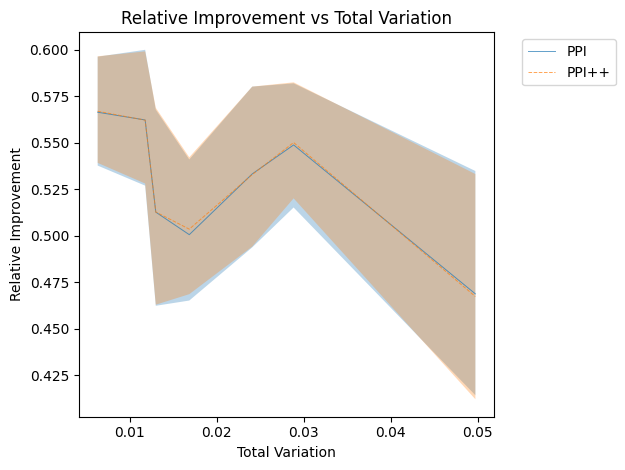 Relative Improvement vs Total Variation
PPI
PPI++
Relative Improvement
0.600
0.575
0.550
0.525
0.500
0.475
0.450
0.425
0.01
0.02
0.03
0.04
0.05
Total Variation